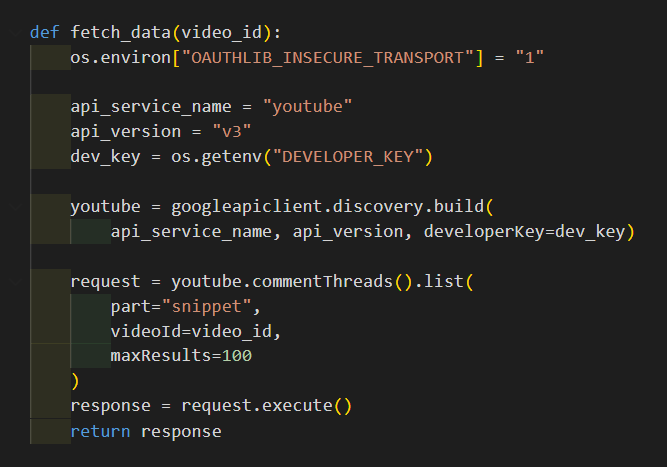 def fetch_data(video_id):
    os.environ["OAUTHLIB_INSECURE_TRANSPORT"] = "1"

    api_service_name = "youtube"
    api_version = "v3"
    dev_key = os.getenv("DEVELOPER_KEY")

    youtube = googleapiclient.discovery.build(
        api_service_name, api_version, developerKey=dev_key)

    request = youtube.commentThreads().list(
        part="snippet",
        videoId=video_id,
        maxResults=100
    )
    response = request.execute()
    return response